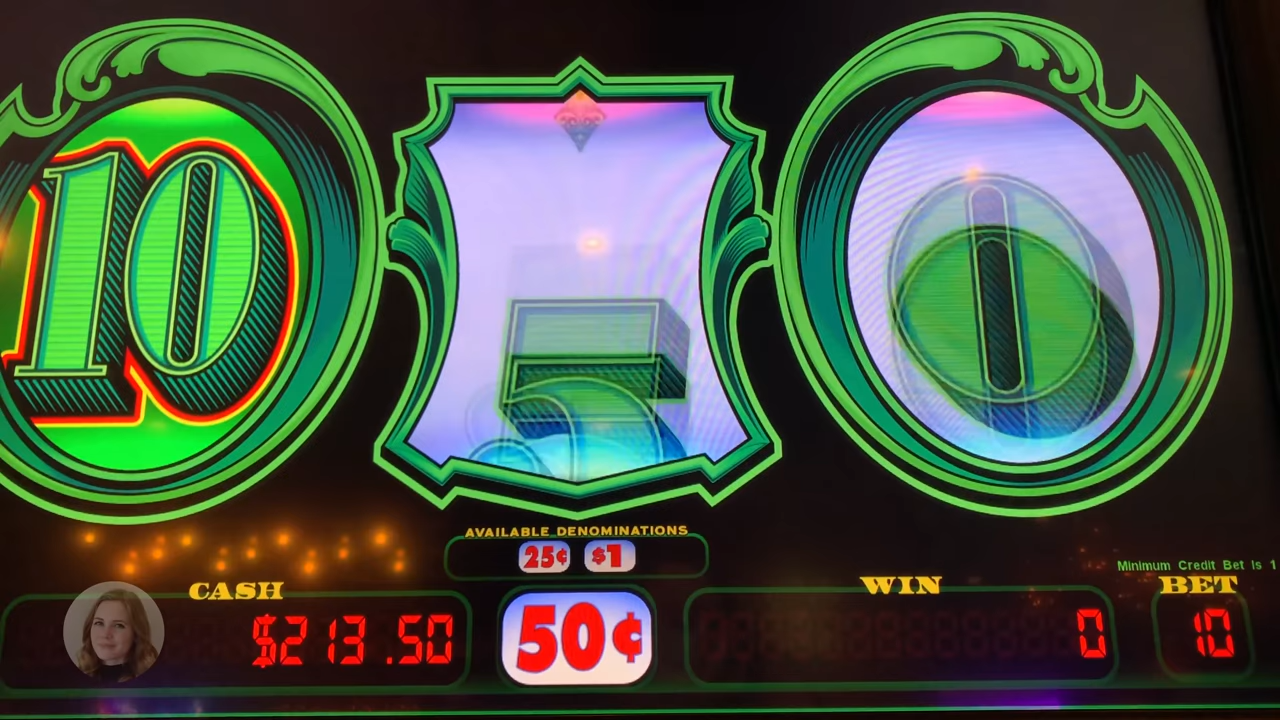 10
5
0
AVAILABLE DENOMINATIONS
25¢ $1
Minimum Credit Bet Is 1
CASH
WIN
BET
$213.50
50¢
0
10